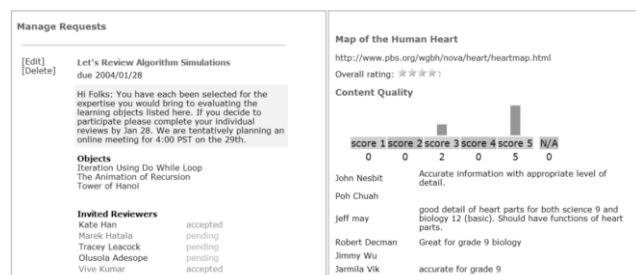 Manage Requests
[Edit]
[Delete]
Let's Review Algorithm Simulations
due 2004/01/28
Hi Folks: You have each been selected for the
expertise you would bring to evaluating the
learning objects listed here. If you decide to
participate please complete your individual
reviews by Jan 28. We are tentatively planning an
online meeting for 4:00 PST on the 29th.
Objects
Iteration Using Do While Loop
The Animation of Recursion
Tower of Hanoi
Invited Reviewers
Kate Han accepted
Marek Hatala pending
Tracey Leacock pending
Olusola Adesope pending
Vive Kumar accepted
Map of the Human Heart
http://www.pbs.org/wgbh/nova/heart/heartmap.html
Overall rating:
Content Quality
score 1 score 2 score 3 score 4 score 5 N/A
0 0 2 0 5 0
John Nesbit Accurate information with appropriate level of
detail.
Poh Chuah
jeff may good detail of heart parts for both science 9 and
biology 12 (basic). Should have functions of heart
parts.
Robert Decman Great for grade 9 biology
Jimmy Wu
Jarmila Vik accurate for grade 9